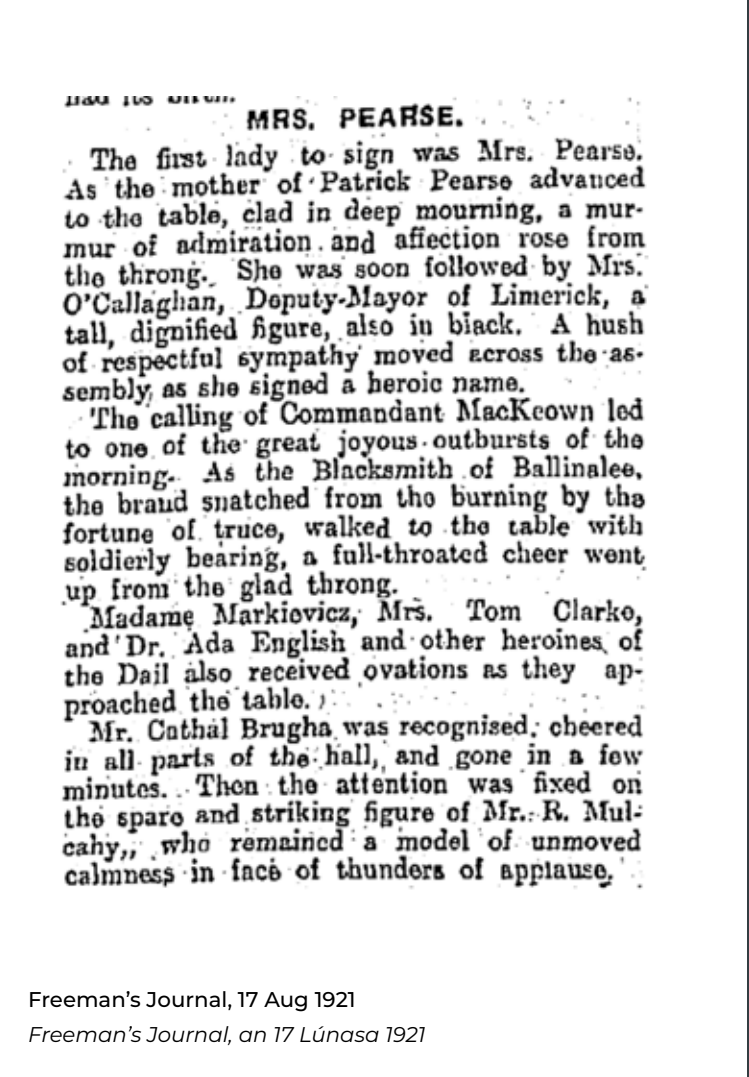 had its birth.
MRS. PEARSE.
The first lady to sign was Mrs. Pearse.
As the mother of Patrick Pearse advanced
to the table, clad in deep mourning, a mur-
mur of admiration and affection rose from
the throng. She was soon followed by Mrs.
O'Callaghan, Deputy-Mayor of Limerick, a
tall, dignified figure, also in black. A hush
of respectful sympathy moved across the as-
sembly as she signed a heroic name.
The calling of Commandant MacKeown led
to one of the great joyous outbursts of the
morning. As the Blacksmith of Ballinalee,
the brand snatched from the burning by the
fortune of truce, walked to the table with
soldierly bearing, a full-throated cheer went
up from the glad throng.
Madame Markievicz, Mrs. Tom Clarke,
and Dr. Ada English and other heroines of
the Dail also received ovations as they ap-
proached the table.
Mr. Cathal Brugha was recognised, cheered
in all parts of the hall, and gone in a few
minutes. Then the attention was fixed on
the spare and striking figure of Mr. R. Mul-
cahy, who remained a model of unmoved
calmness in face of thunders of applause.
Freeman's Journal, 17 Aug 1921
Freeman's Journal, an 17 Lúnasa 1921